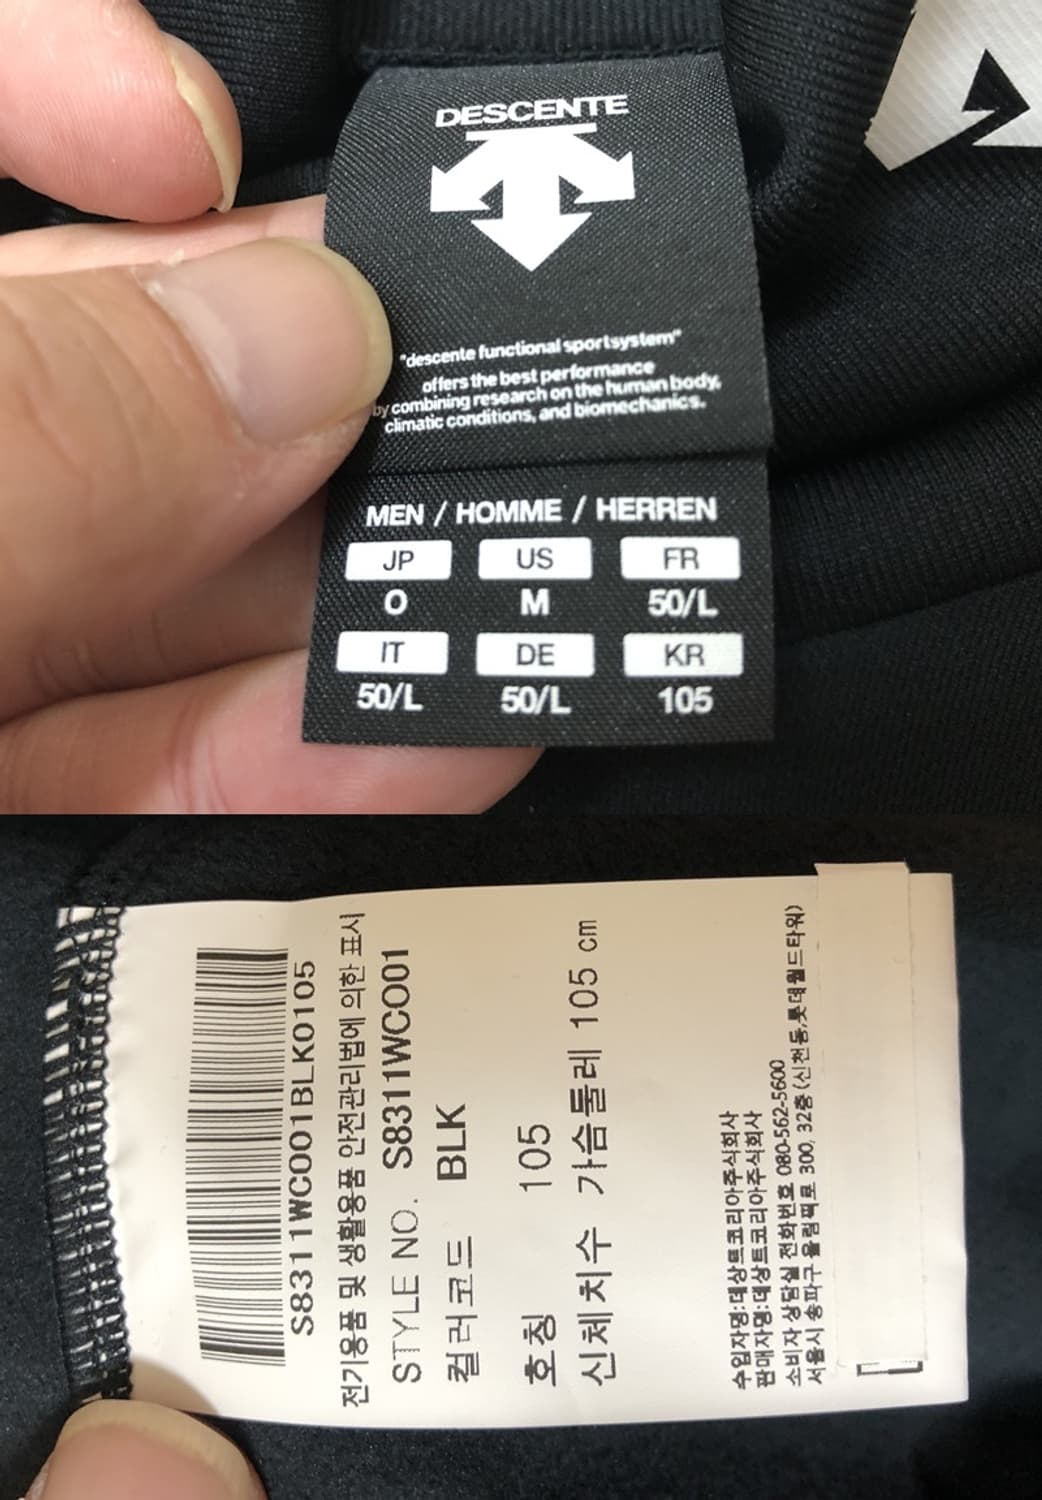 DESCENTE
"descente functional sportsystem"
offers the best performance
by combining research on the human body,
climatic conditions, and biomechanics.
MEN / HOMME / HERREN
JP US FR
O M 50/L
IT DE KR
50/L 50/L 105
S8311WCO01BLK0105
전기용품 및 생활용품 안전관리법에 의한 표시
STYLE NO. S8311WCO01
컬러코드 BLK
호칭 105
신체치수 가슴둘레 105 cm
수입자명:데상트코리아주식회사
판매자명:데상트코리아주식회사
소비자 상담실 전화번호 080-562-5600
서울시 송파구 올림픽로 300, 32층 (신천동,롯데월드타워)